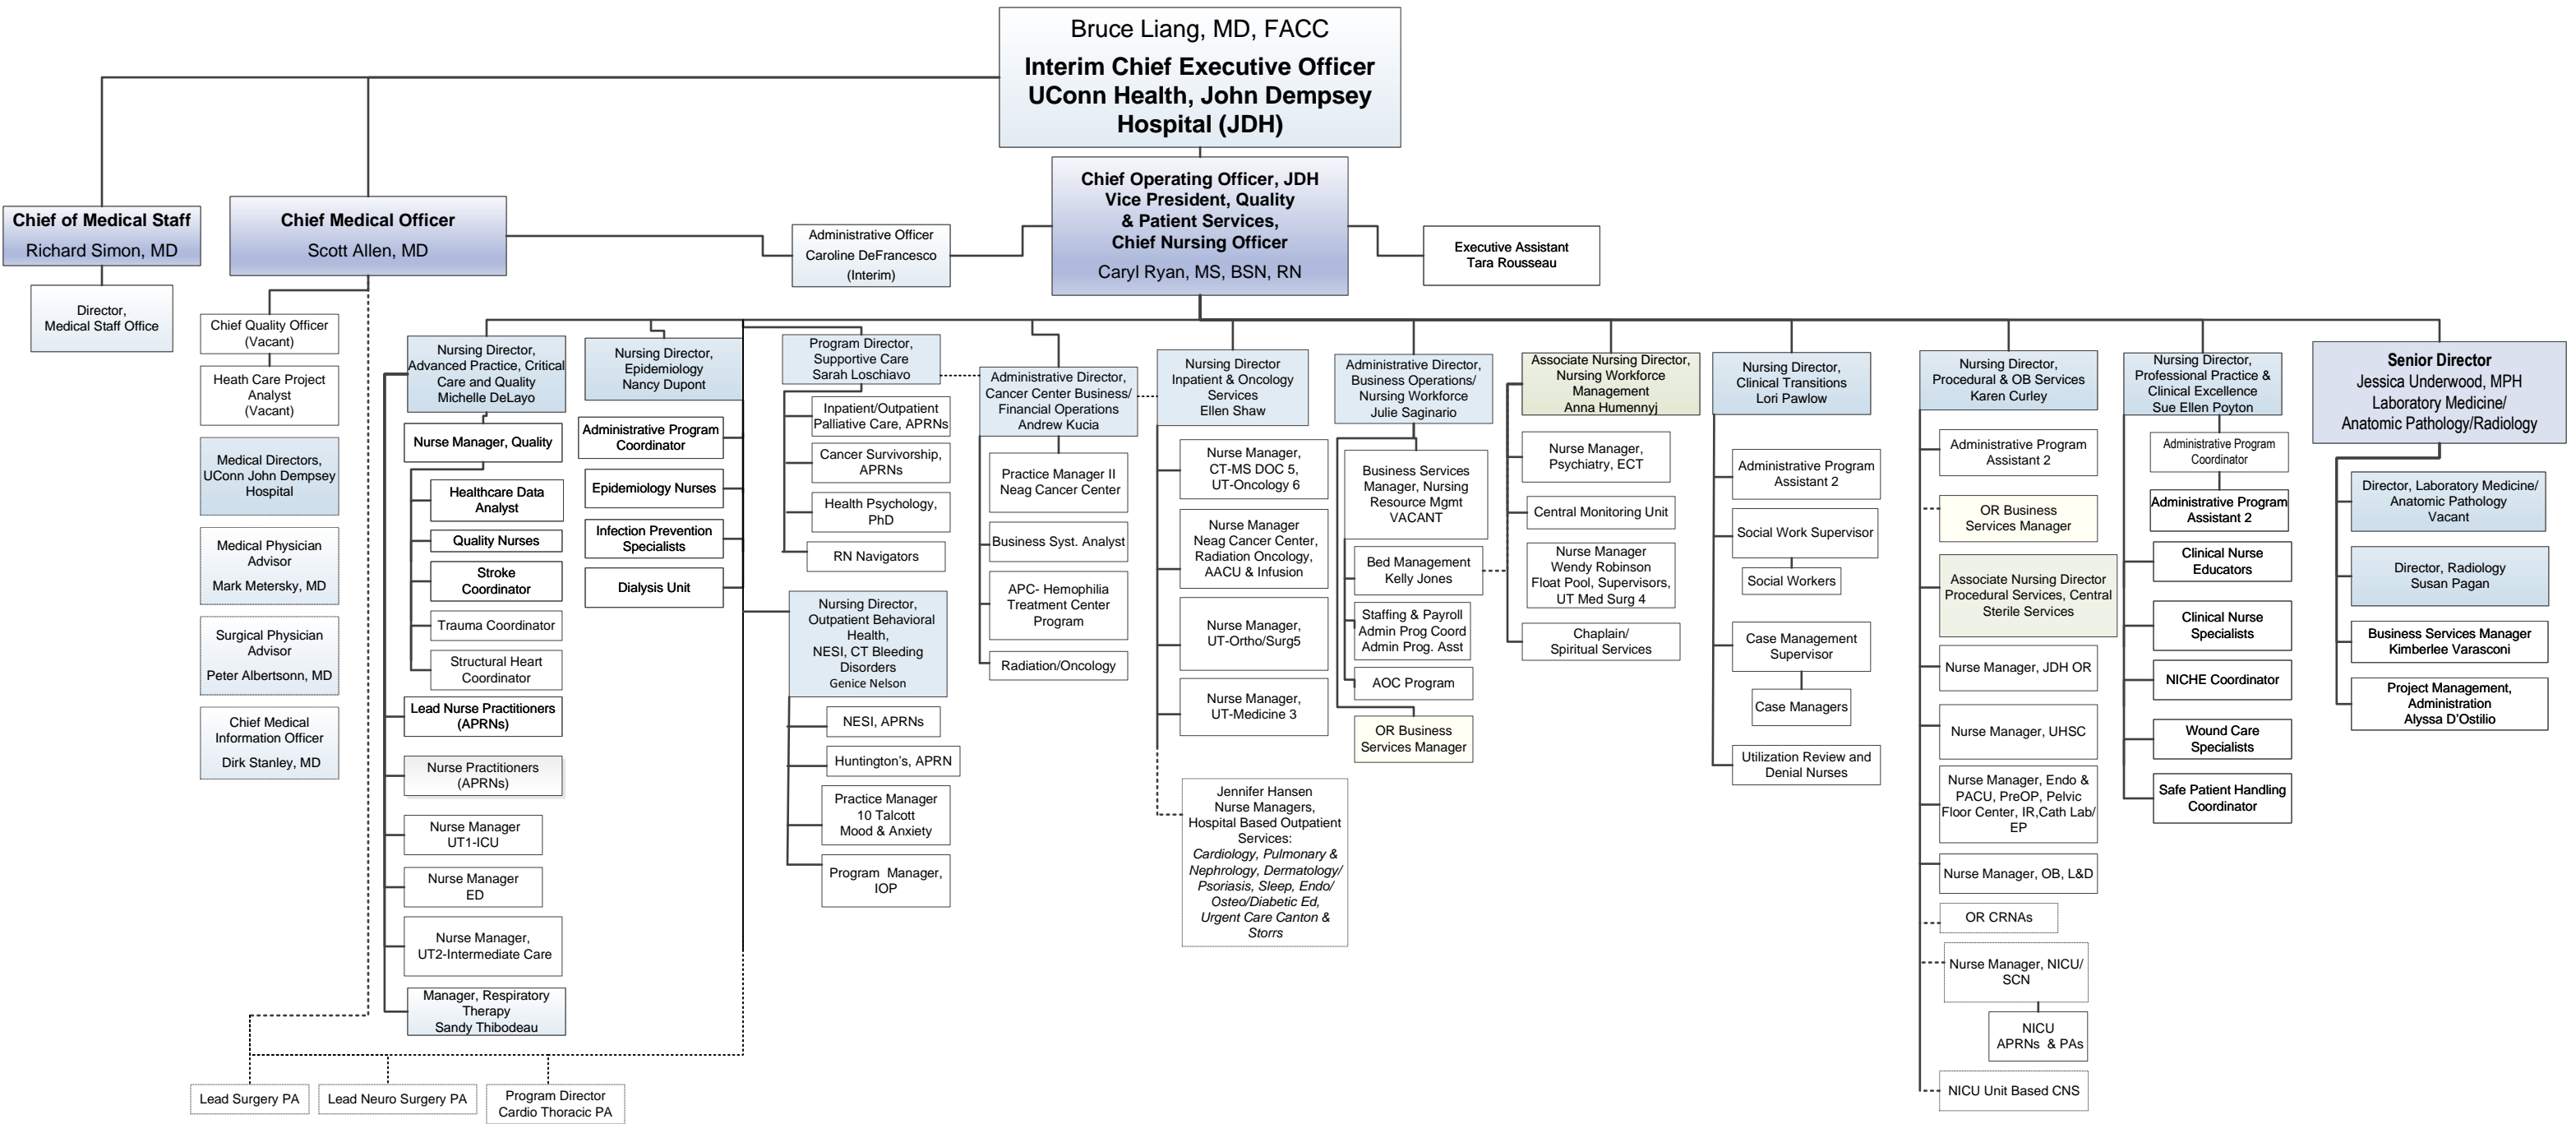 Bruce Liang, MD, FACC
Interim Chief Executive Officer
UConn Health, John Dempsey
Hospital (JDH)
Chief Operating Officer, JDH
Vice President, Quality
& Patient Services,
Chief Nursing Officer
Caryl Ryan, MS, BSN, RN
Chief of Medical Staff
Richard Simon, MD
Director,
Medical Staff Office
Chief Medical Officer
Scott Allen, MD
Administrative Officer
Caroline DeFrancesco
(Interim)
Executive Assistant
Tara Rousseau
Chief Quality Officer
(Vacant)
Heath Care Project
Analyst
(Vacant)
Medical Directors,
UConn John Dempsey
Hospital
Medical Physician
Advisor
Mark Metersky, MD
Surgical Physician
Advisor
Peter Albertsonn, MD
Chief Medical
Information Officer
Dirk Stanley, MD
Nursing Director,
Advanced Practice, Critical
Care and Quality
Michelle DeLayo
Nurse Manager, Quality
Healthcare Data
Analyst
Quality Nurses
Stroke
Coordinator
Trauma Coordinator
Structural Heart
Coordinator
Lead Nurse Practitioners
(APRNs)
Nurse Practitioners
(APRNs)
Nurse Manager
UT1-ICU
Nurse Manager
ED
Nurse Manager,
UT2-Intermediate Care
Manager, Respiratory
Therapy
Sandy Thibodeau
Lead Surgery PA
Lead Neuro Surgery PA
Program Director
Cardio Thoracic PA
Nursing Director,
Epidemiology
Nancy Dupont
Administrative Program
Coordinator
Epidemiology Nurses
Infection Prevention
Specialists
Dialysis Unit
Program Director,
Supportive Care
Sarah Loschiavo
Inpatient/Outpatient
Palliative Care, APRNs
Cancer Survivorship,
APRNs
Health Psychology,
PhD
RN Navigators
Nursing Director,
Outpatient Behavioral
Health,
NESI, CT Bleeding
Disorders
Genice Nelson
NESI, APRNs
Huntington's, APRN
Practice Manager
10 Talcott
Mood & Anxiety
Program  Manager,
IOP
Administrative Director,
Cancer Center Business/
Financial Operations
Andrew Kucia
Practice Manager II
Neag Cancer Center
Business Syst. Analyst
APC- Hemophilia
Treatment Center
Program
Radiation/Oncology
Nursing Director
Inpatient & Oncology
Services
Ellen Shaw
Nurse Manager,
CT-MS DOC 5,
UT-Oncology 6
Nurse Manager
Neag Cancer Center,
Radiation Oncology,
AACU & Infusion
Nurse Manager,
UT-Ortho/Surg5
Nurse Manager,
UT-Medicine 3
Jennifer Hansen
Nurse Managers,
Hospital Based Outpatient
Services:
Cardiology, Pulmonary &
Nephrology, Dermatology/
Psoriasis, Sleep, Endo/
Osteo/Diabetic Ed,
Urgent Care Canton &
Storrs
Administrative Director,
Business Operations/
Nursing Workforce
Julie Saginario
Business Services
Manager, Nursing
Resource Mgmt
VACANT
Bed Management
Kelly Jones
Staffing & Payroll
Admin Prog Coord
Admin Prog. Asst
AOC Program
OR Business
Services Manager
Associate Nursing Director,
Nursing Workforce
Management
Anna Humennyj
Nurse Manager,
Psychiatry, ECT
Central Monitoring Unit
Nurse Manager
Wendy Robinson
Float Pool, Supervisors,
UT Med Surg 4
Chaplain/
Spiritual Services
Nursing Director,
Clinical Transitions
Lori Pawlow
Administrative Program
Assistant 2
Social Work Supervisor
Social Workers
Case Management
Supervisor
Case Managers
Utilization Review and
Denial Nurses
Nursing Director,
Procedural & OB Services
Karen Curley
Administrative Program
Assistant 2
OR Business
Services Manager
Associate Nursing Director
Procedural Services, Central
Sterile Services
Nurse Manager, JDH OR
Nurse Manager, UHSC
Nurse Manager, Endo &
PACU, PreOP, Pelvic
Floor Center, IR,Cath Lab/
EP
Nurse Manager, OB, L&D
OR CRNAs
Nurse Manager, NICU/
SCN
NICU
APRNs  & PAs
NICU Unit Based CNS
Nursing Director,
Professional Practice &
Clinical Excellence
Sue Ellen Poyton
Administrative Program
Coordinator
Administrative Program
Assistant 2
Clinical Nurse
Educators
Clinical Nurse
Specialists
NICHE Coordinator
Wound Care
Specialists
Safe Patient Handling
Coordinator
Senior Director
Jessica Underwood, MPH
Laboratory Medicine/
Anatomic Pathology/Radiology
Director, Laboratory Medicine/
Anatomic Pathology
Vacant
Director, Radiology
Susan Pagan
Business Services Manager
Kimberlee Varasconi
Project Management,
Administration
Alyssa D'Ostilio